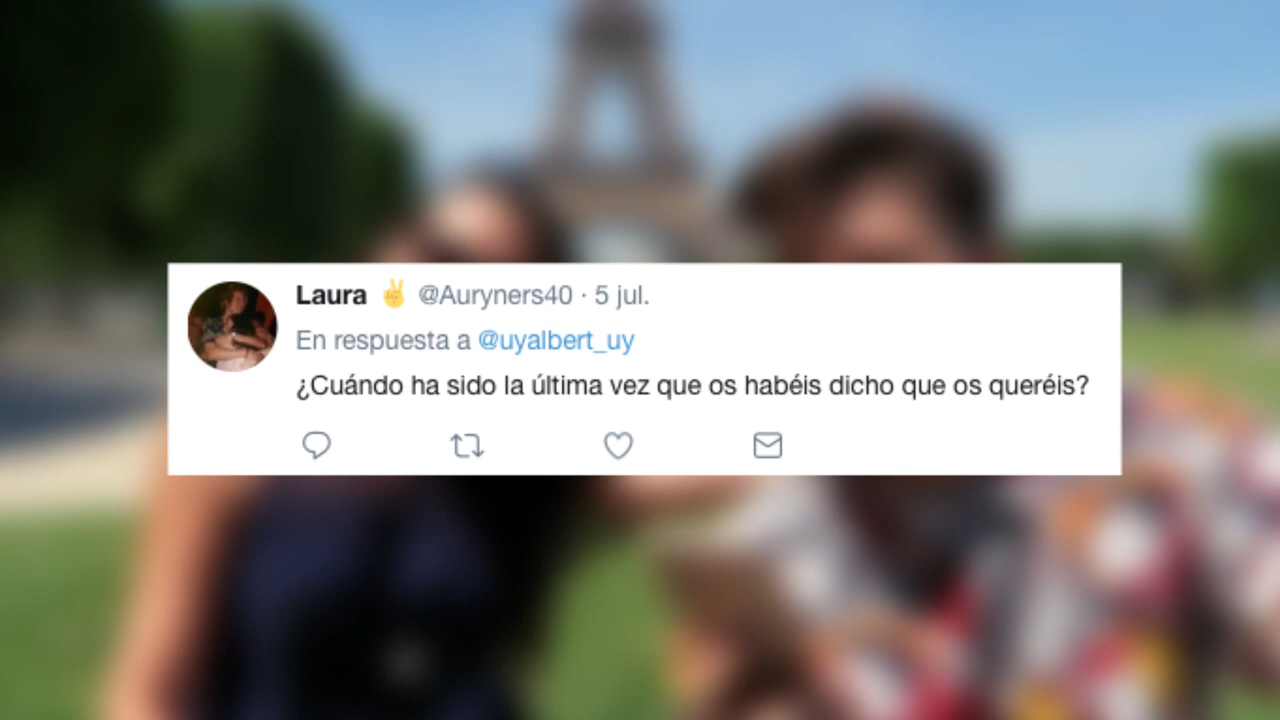 Laura ✌️ @Auryners40 · 5 jul.
En respuesta a @uyalbert_uy
¿Cuándo ha sido la última vez que os habéis dicho que os queréis?